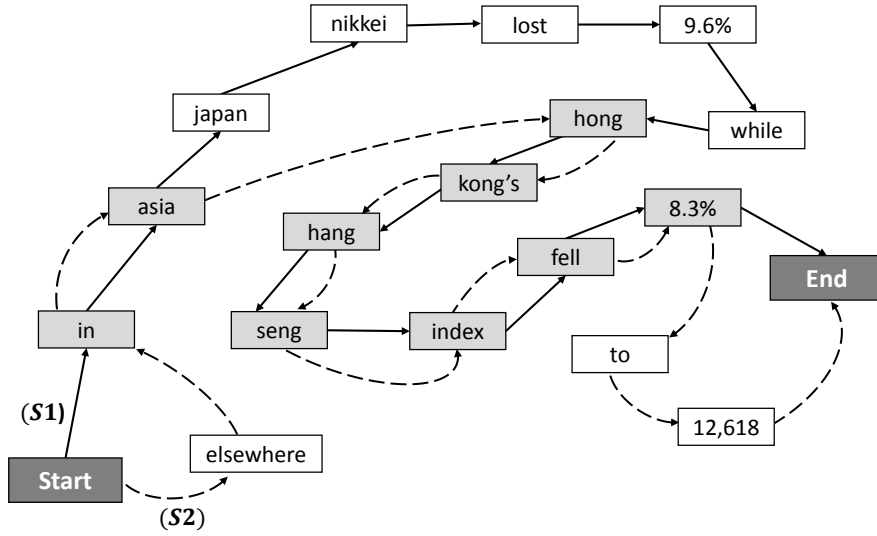 nikkei
lost
9.6%
japan
hong
while
kong's
asia
8.3%
hang
fell
End
in
seng
index
to
(S1)
12,618
elsewhere
Start
(S2)